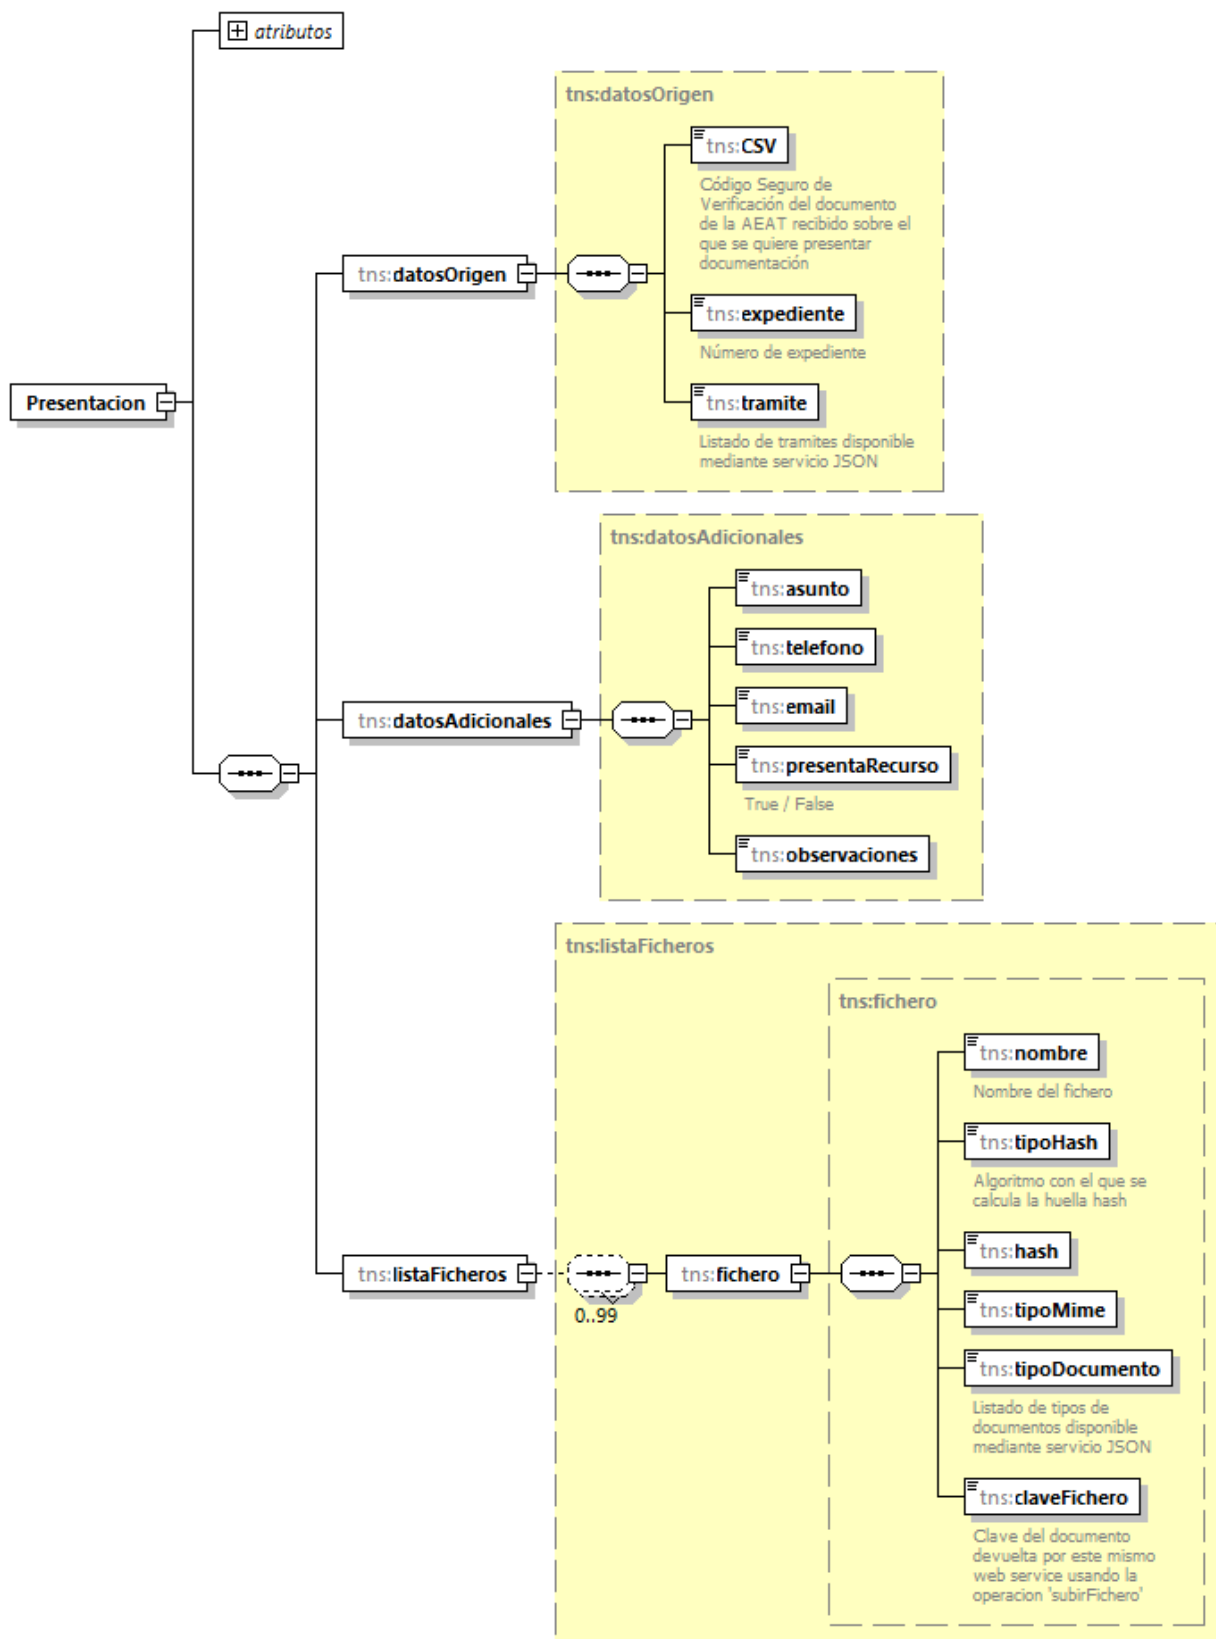 atributos
tns:datosOrigen
tns:CSV
Código Seguro de
Verificación del documento
de la AEAT recibido sobre el
que se quiere presentar
documentación
tns:datosOrigen
tns:expediente
Número de expediente
Presentacion
tns:tramite
Listado de tramites disponible
mediante servicio JSON
tns:datosAdicionales
tns:asunto
tns:telefono
tns:email
tns:datosAdicionales
tns:presentaRecurso
True / False
tns:observaciones
tns:listaFicheros
tns:fichero
tns:nombre
Nombre del fichero
tns:tipoHash
Algoritmo con el que se
calcula la huella hash
tns:hash
tns:listaFicheros
0..99
tns:fichero
tns:tipoMime
tns:tipoDocumento
Listado de tipos de
documentos disponible
mediante servicio JSON
tns:claveFichero
Clave del documento
devuelta por este mismo
web service usando la
operacion 'subirFichero'